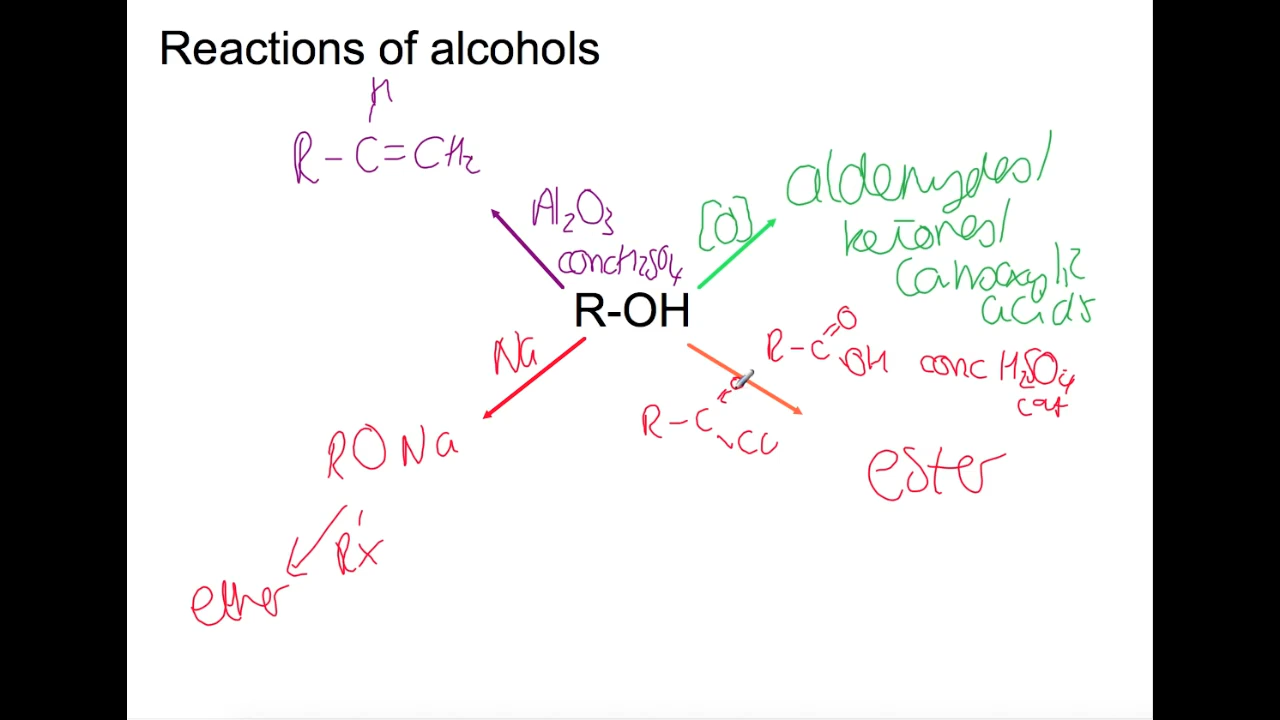 Reactions of alcohols
H
R-C=CH₂
Al₂O₃
conc H₂SO₄
[O]
aldehydes/
ketones/
carboxylic
acids
R-OH
Na
R-C
O
OH
conc H₂SO₄
cat
R-C
O
Cl
RONa
ester
R'X
ether